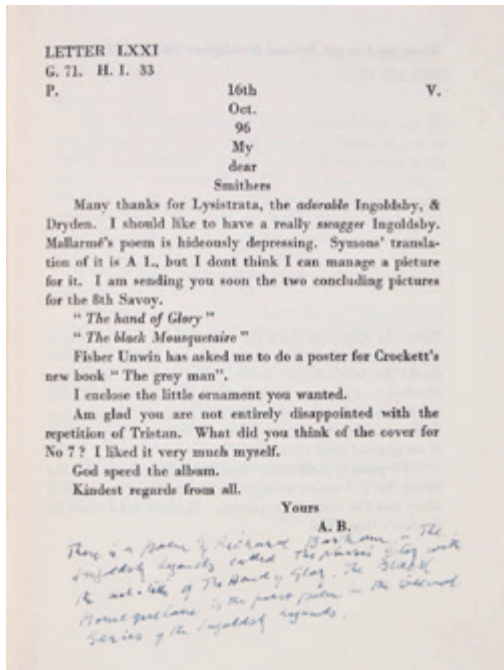 LETTER LXXI
G. 71. H. I. 33
P. 16th V.
Oct.
96
My
dear
Smithers
Many thanks for Lysistrata, the adorable Ingoldsby, &
Dryden. I should like to have a really swagger Ingoldsby.
Mallarmé's poem is hideously depressing. Symons' transla-
tion of it is A 1., but I dont think I can manage a picture
for it. I am sending you soon the two concluding pictures
for the 8th Savoy.
" The hand of Glory "
" The black Mousquetaire "
Fisher Unwin has asked me to do a poster for Crockett's
new book " The grey man".
I enclose the little ornament you wanted.
Am glad you are not entirely disappointed with the
repetition of Tristan. What did you think of the cover for
No 7 ? I liked it very much myself.
God speed the album.
Kindest regards from all.
Yours
A. B.
There is a poem by Richard Barham in The
Ingoldsby Legends called The Nurse's Story with
the sub-title of The Hand of Glory. The Black
Mousquetaire is the first poem in the Second
Series of the Ingoldsby Legends.